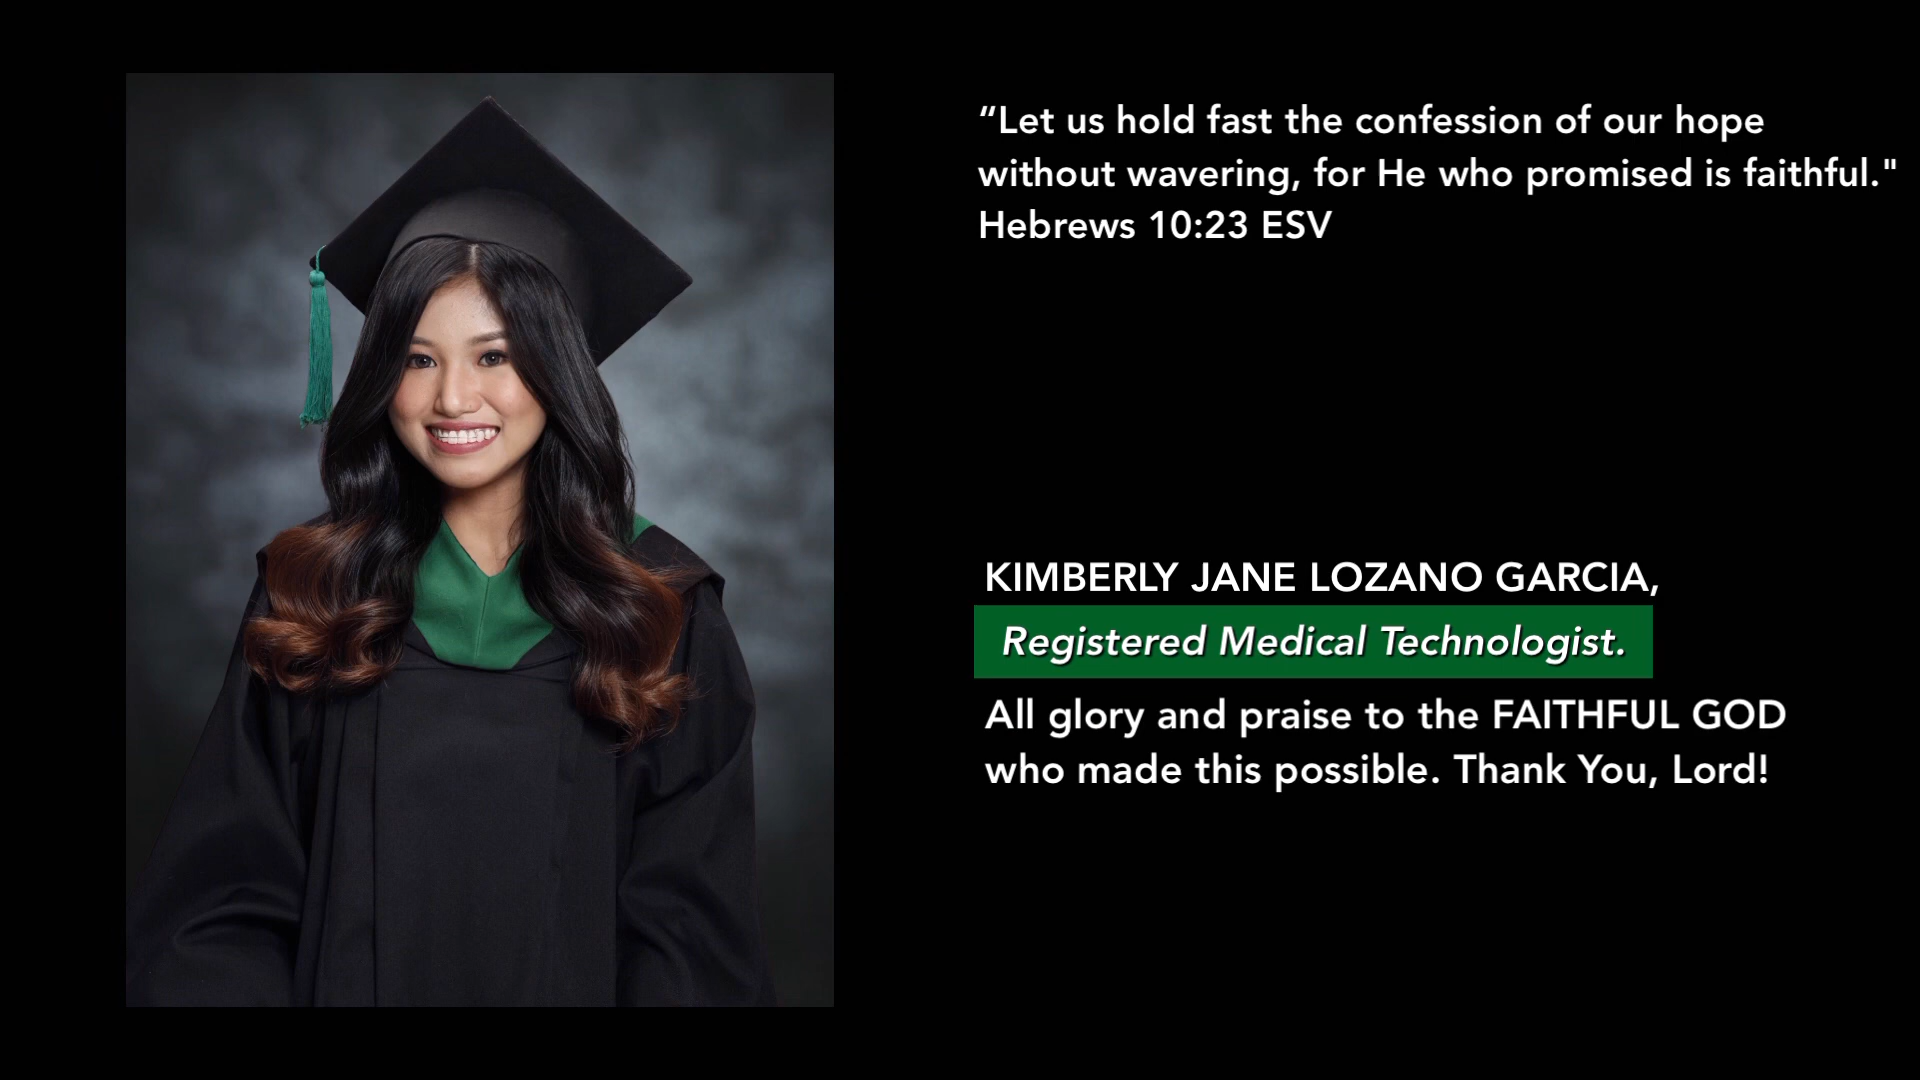 “Let us hold fast the confession of our hope
without wavering, for He who promised is faithful."
Hebrews 10:23 ESV
KIMBERLY JANE LOZANO GARCIA,
Registered Medical Technologist.
All glory and praise to the FAITHFUL GOD
who made this possible. Thank You, Lord!